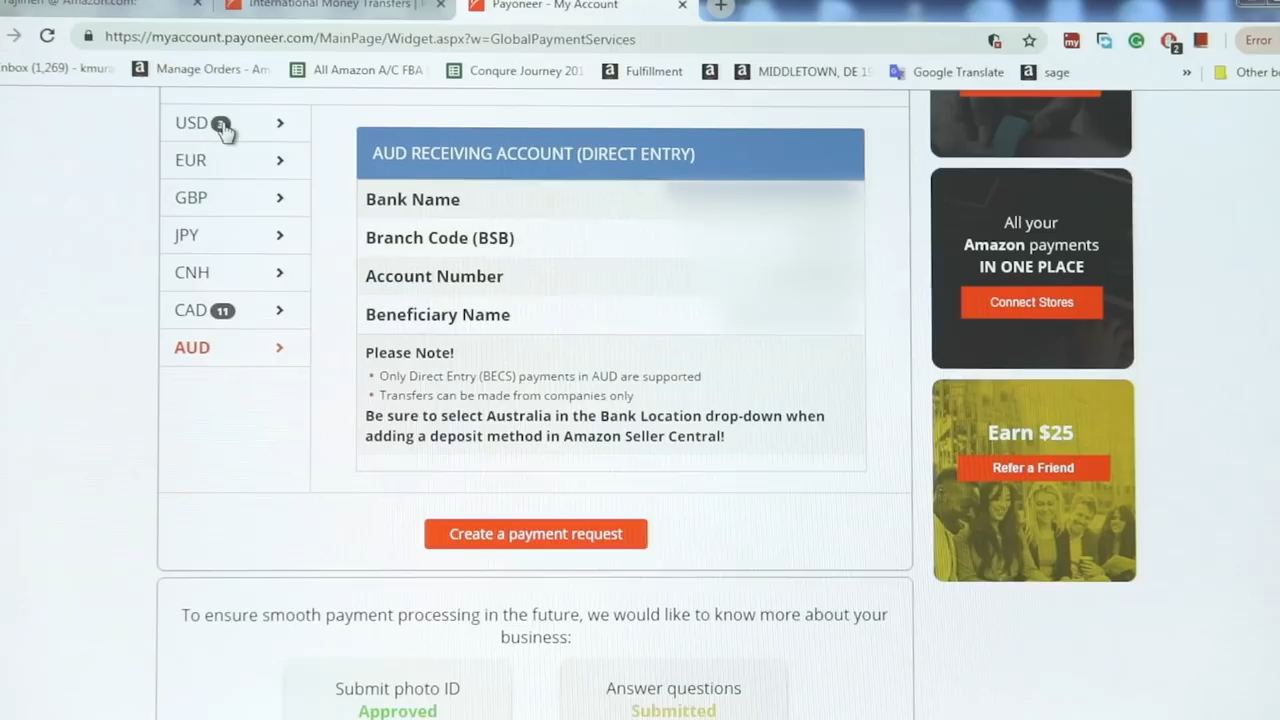 International Money Transfers |
Payoneer - My Account
https://myaccount.payoneer.com/MainPage/Widget.aspx?w=GlobalPaymentServices
Error
nbox (1,269) - kmura
Manage Orders - Am
All Amazon A/C FBA
Conqure Journey 201
Fulfillment
MIDDLETOWN, DE 19
Google Translate
sage
»
Other bo
USD
EUR
GBP
JPY
CNH
CAD 11
AUD
AUD RECEIVING ACCOUNT (DIRECT ENTRY)
Bank Name
Branch Code (BSB)
Account Number
Beneficiary Name
Please Note!
• Only Direct Entry (BECS) payments in AUD are supported
• Transfers can be made from companies only
Be sure to select Australia in the Bank Location drop-down when
adding a deposit method in Amazon Seller Central!
Create a payment request
To ensure smooth payment processing in the future, we would like to know more about your
business:
Submit photo ID
Approved
Answer questions
Submitted
All your
Amazon payments
IN ONE PLACE
Connect Stores
Earn $25
Refer a Friend